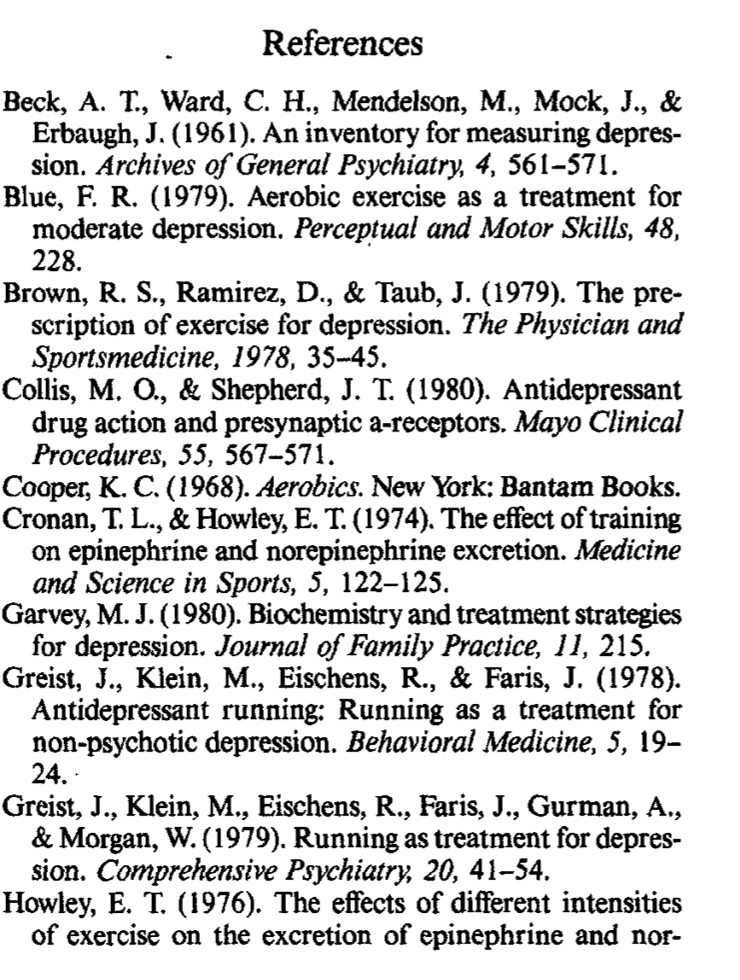 References
Beck, A. T., Ward, C. H., Mendelson, M., Mock, J., &
Erbaugh, J. (1961). An inventory for measuring depres-
sion. Archives of General Psychiatry, 4, 561–571.
Blue, F. R. (1979). Aerobic exercise as a treatment for
moderate depression. Perceptual and Motor Skills, 48,
228.
Brown, R. S., Ramirez, D., & Taub, J. (1979). The pre-
scription of exercise for depression. The Physician and
Sportsmedicine, 1978, 35–45.
Collis, M. O., & Shepherd, J. T. (1980). Antidepressant
drug action and presynaptic a-receptors. Mayo Clinical
Procedures, 55, 567–571.
Cooper, K. C. (1968). Aerobics. New York: Bantam Books.
Cronan, T. L., & Howley, E. T. (1974). The effect of training
on epinephrine and norepinephrine excretion. Medicine
and Science in Sports, 5, 122–125.
Garvey, M. J. (1980). Biochemistry and treatment strategies
for depression. Journal of Family Practice, 11, 215.
Greist, J., Klein, M., Eischens, R., & Faris, J. (1978).
Antidepressant running: Running as a treatment for
non-psychotic depression. Behavioral Medicine, 5, 19–
24.
Greist, J., Klein, M., Eischens, R., Faris, J., Gurman, A.,
& Morgan, W. (1979). Running as treatment for depres-
sion. Comprehensive Psychiatry, 20, 41–54.
Howley, E. T. (1976). The effects of different intensities
of exercise on the excretion of epinephrine and nor-